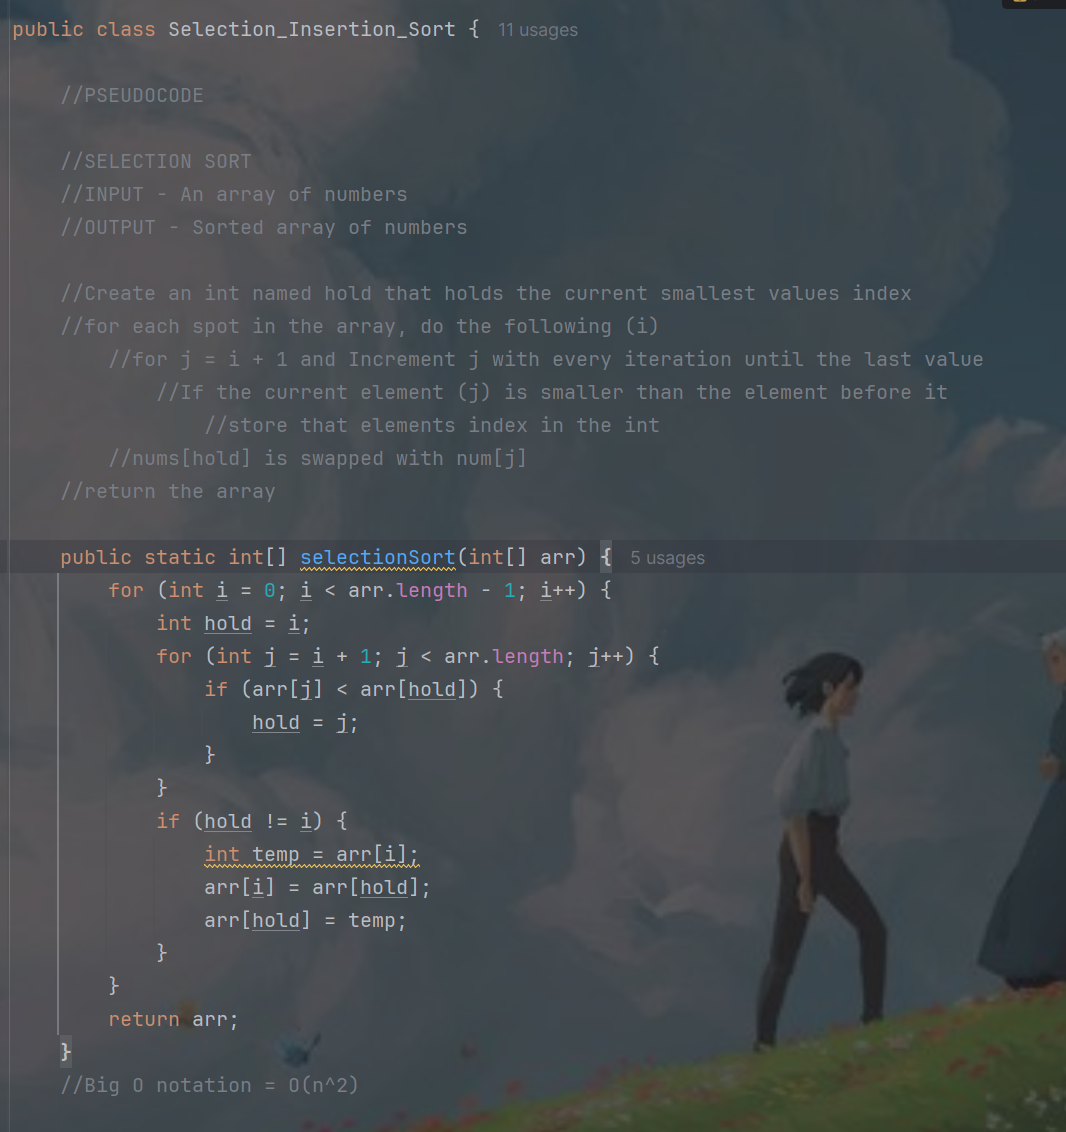 public class Selection_Insertion_Sort { 11 usages
//PSEUDOCODE
//SELECTION SORT
//INPUT - An array of numbers
//OUTPUT - Sorted array of numbers
//Create an int named hold that holds the current smallest values index
//for each spot in the array, do the following (i)
//for j = i + 1 and Increment j with every iteration until the last value
//If the current element (j) is smaller than the element before it
//store that elements index in the int
//nums[hold] is swapped with num[j]
//return the array
public static int[] selectionSort(int[] arr) { 5 usages
for (int i = 0; i < arr.length - 1; i++) {
int hold = i;
for (int j = i + 1; j < arr.length; j++) {
if (arr[j] < arr[hold]) {
hold = j;
}
}
if (hold != i) {
int temp = arr[i];
arr[i] = arr[hold];
arr[hold] = temp;
}
}
return arr;
}
//Big O notation = O(n^2)